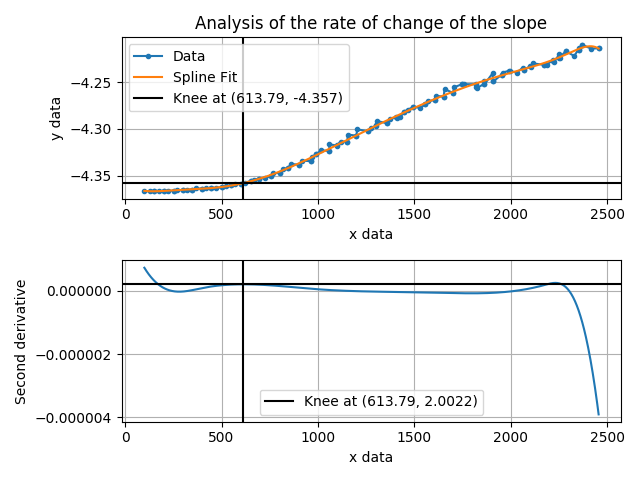 Analysis of the rate of change of the slope
Data
Spline Fit
Knee at (613.79, -4.357)
y data
−4.25
−4.30
−4.35
0 500 1000 1500 2000 2500
x data
Second derivative
0.000000
−0.000002
−0.000004
Knee at (613.79, 2.0022)
0 500 1000 1500 2000 2500
x data